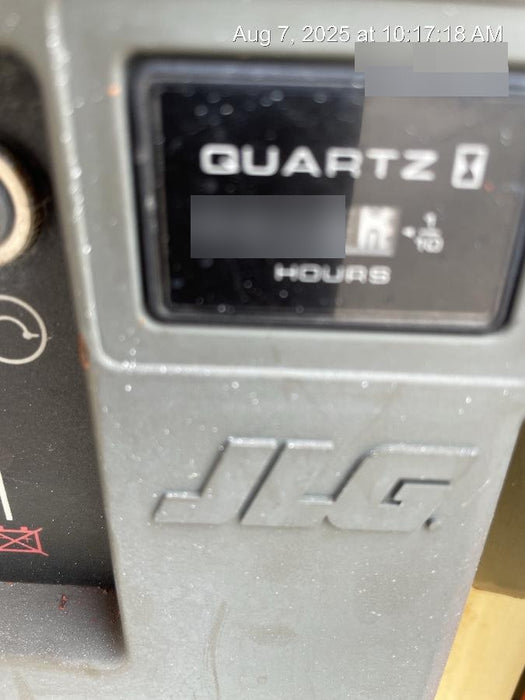 Aug 7, 2025 at 10:17:18 AM
QUARTZ
1/10
HOURS
JLG.